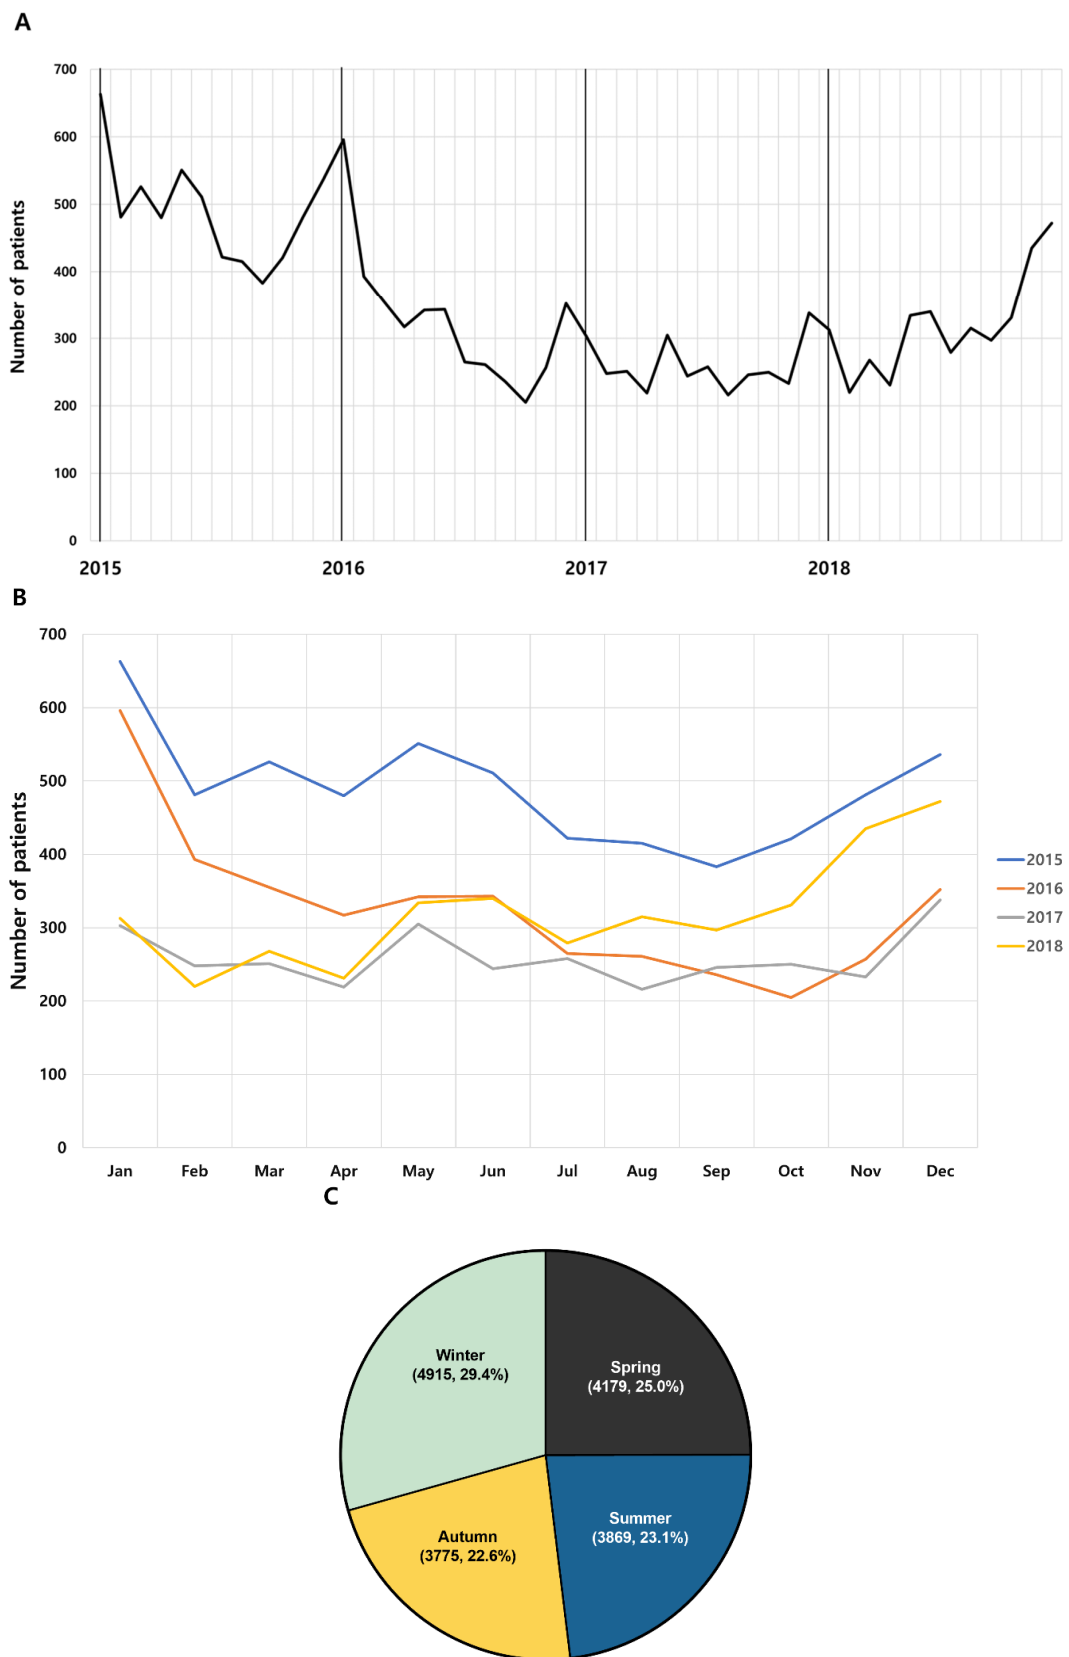 A
Number of patients
700
600
500
400
300
200
100
0
2015 2016 2017 2018
B
Number of patients
700
600
500
400
300
200
100
0
Jan Feb Mar Apr May Jun Jul Aug Sep Oct Nov Dec
2015
2016
2017
2018
C
Winter
(4915, 29.4%)
Spring
(4179, 25.0%)
Summer
(3869, 23.1%)
Autumn
(3775, 22.6%)